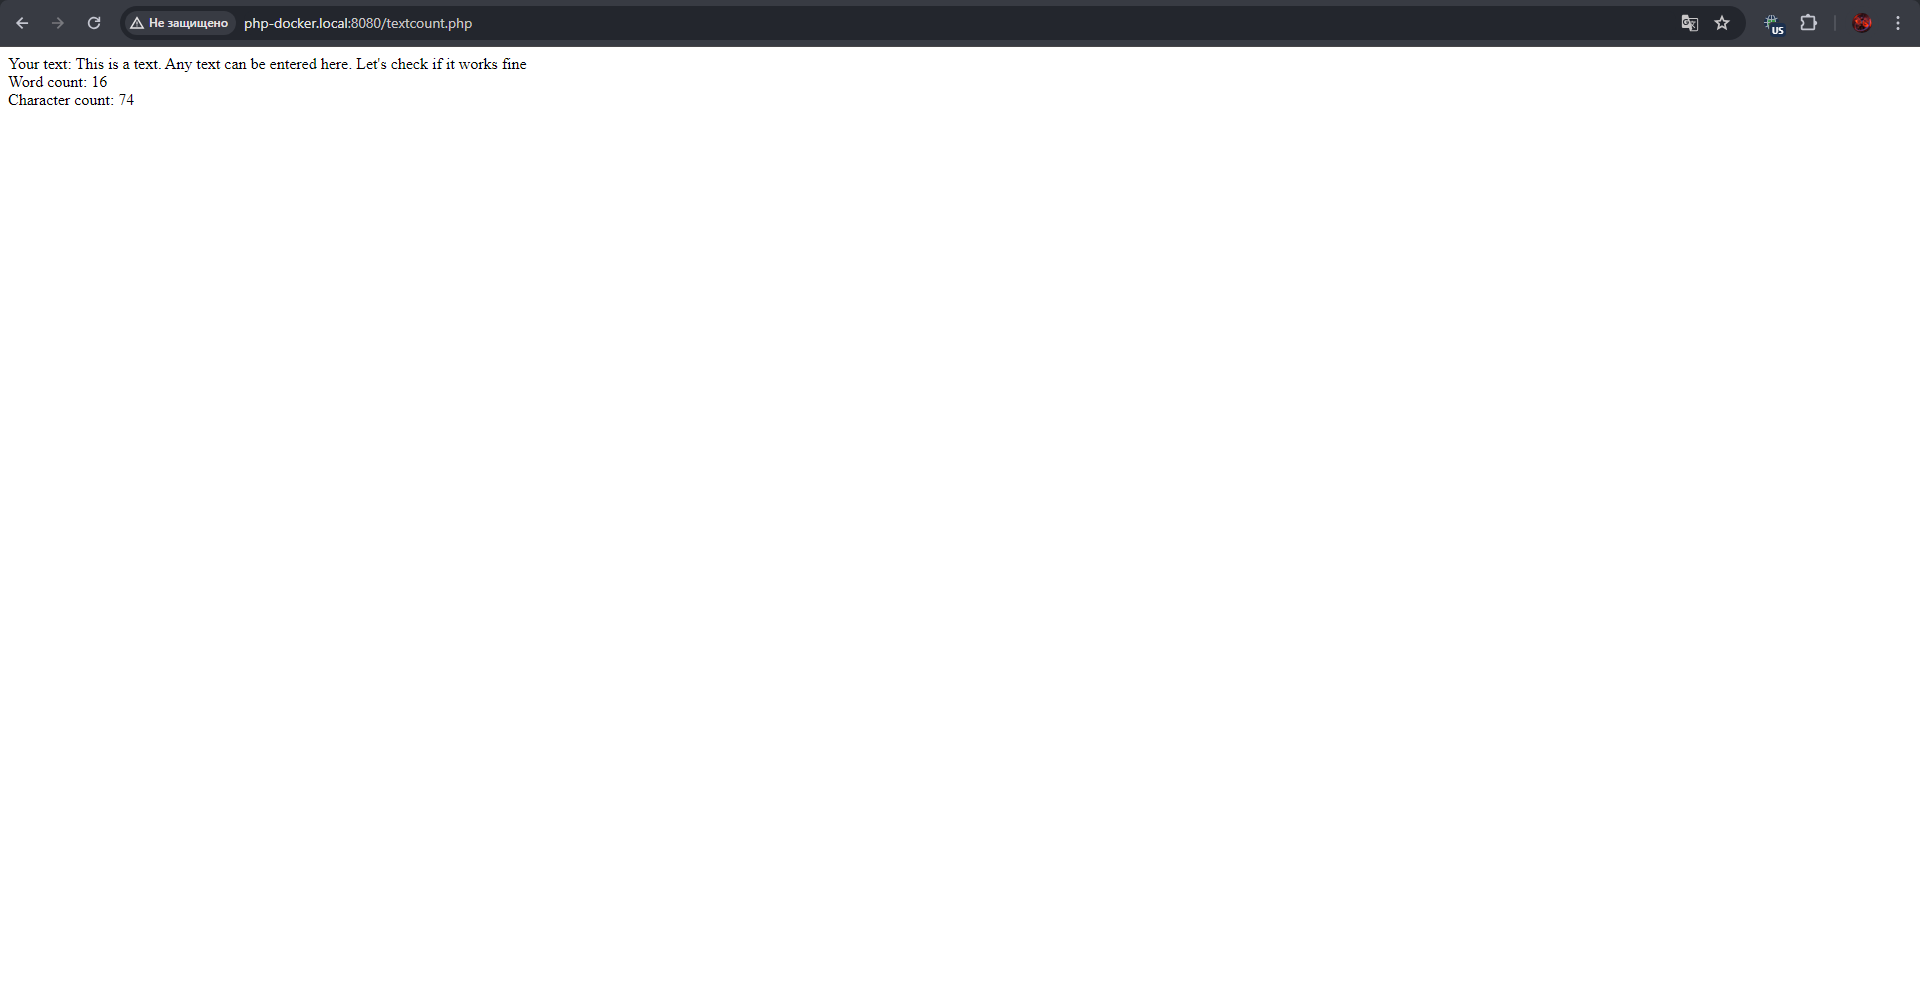 Не защищено php-docker.local:8080/textcount.php
US
Your text: This is a text. Any text can be entered here. Let's check if it works fine
Word count: 16
Character count: 74